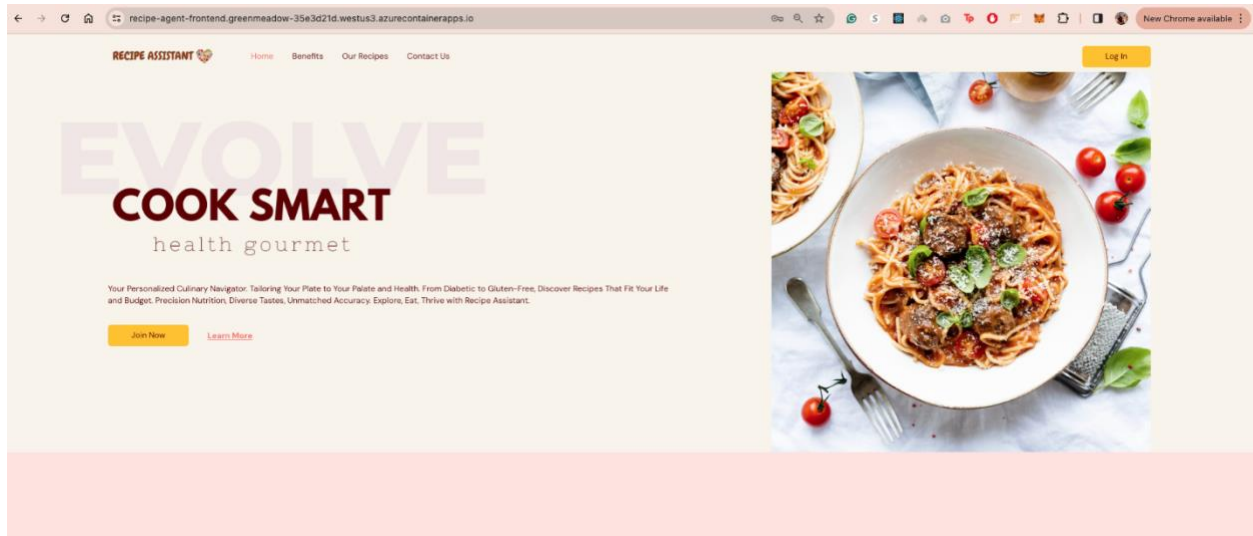 recipe-agent-frontend.greenmeadow-35e3d21d.westus3.azurecontainerapps.io
New Chrome available
RECIPE ASSISTANT
Home Benefits Our Recipes Contact Us
Log In
EVOLVE
COOK SMART
health gourmet
Your Personalized Culinary Navigator. Tailoring Your Plate to Your Palate and Health. From Diabetic to Gluten-Free, Discover Recipes That Fit Your Life
and Budget. Precision Nutrition, Diverse Tastes, Unmatched Accuracy. Explore, Eat, Thrive with Recipe Assistant.
Join Now Learn More